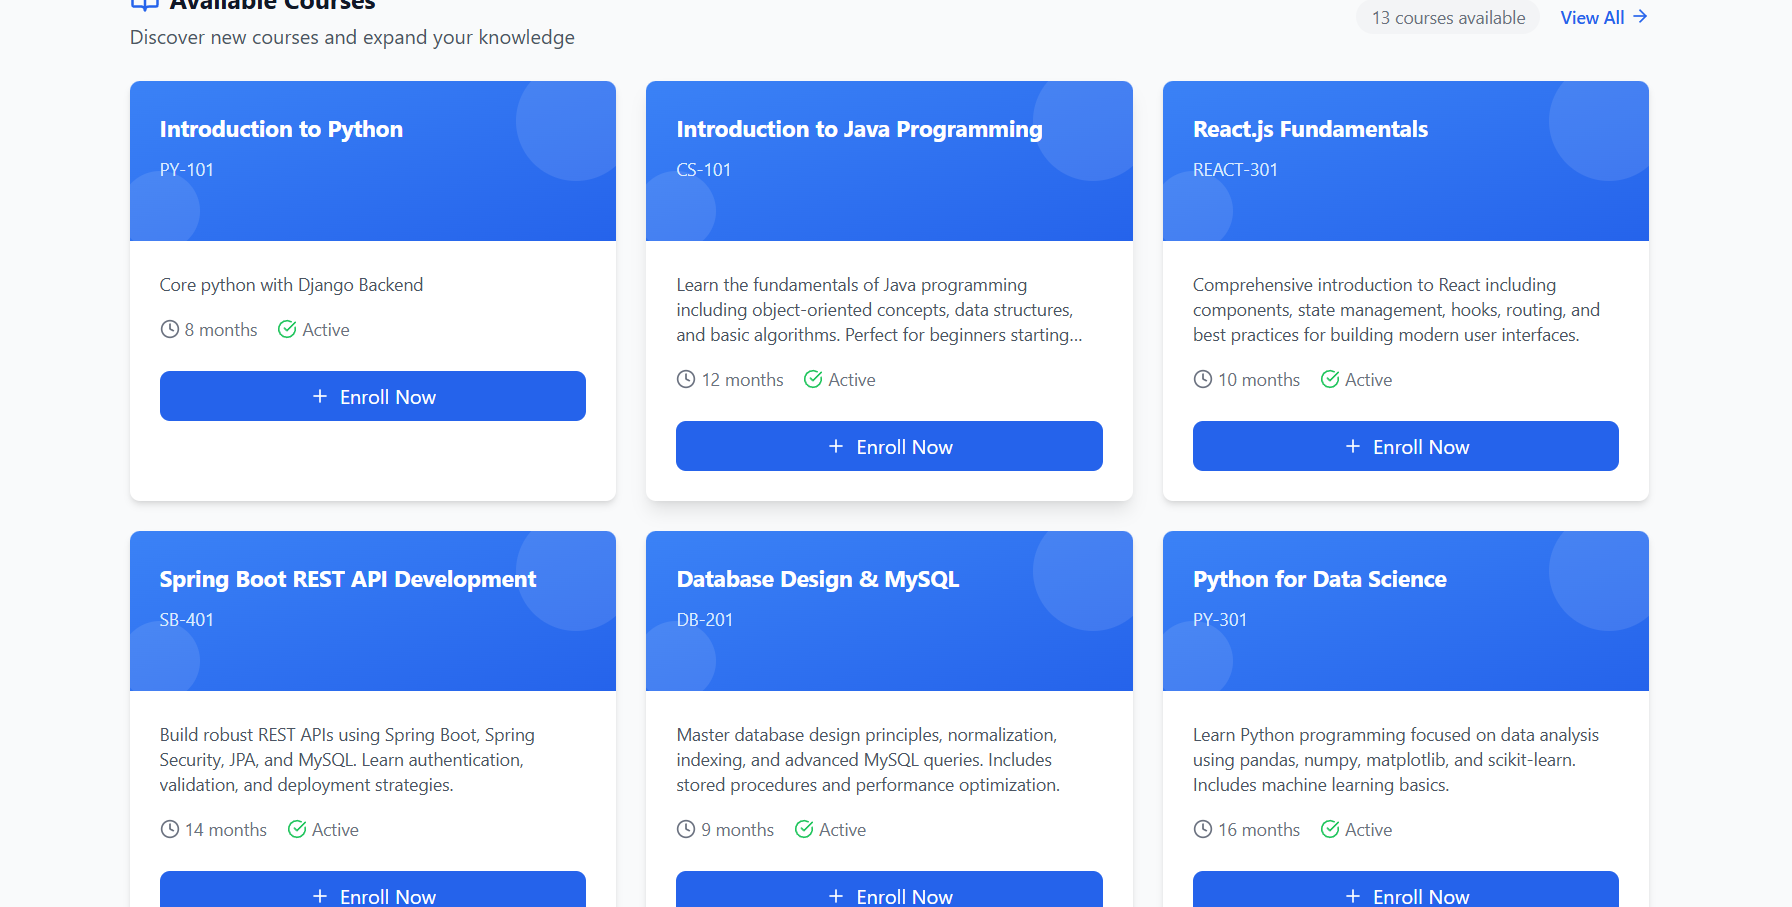 Available Courses
13 courses available
View All
Discover new courses and expand your knowledge
Introduction to Python
PY-101
Core python with Django Backend
8 months
Active
Enroll Now
Introduction to Java Programming
CS-101
Learn the fundamentals of Java programming
including object-oriented concepts, data structures,
and basic algorithms. Perfect for beginners starting...
12 months
Active
Enroll Now
React.js Fundamentals
REACT-301
Comprehensive introduction to React including
components, state management, hooks, routing, and
best practices for building modern user interfaces.
10 months
Active
Enroll Now
Spring Boot REST API Development
SB-401
Build robust REST APIs using Spring Boot, Spring
Security, JPA, and MySQL. Learn authentication,
validation, and deployment strategies.
14 months
Active
Enroll Now
Database Design & MySQL
DB-201
Master database design principles, normalization,
indexing, and advanced MySQL queries. Includes
stored procedures and performance optimization.
9 months
Active
Enroll Now
Python for Data Science
PY-301
Learn Python programming focused on data analysis
using pandas, numpy, matplotlib, and scikit-learn.
Includes machine learning basics.
16 months
Active
Enroll Now